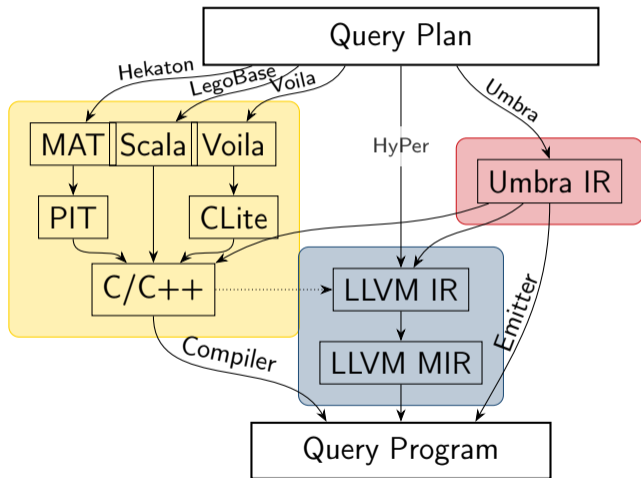 Query Plan
Hekaton
LegoBase
Voila
Umbra
HyPer
MAT
Scala
Voila
Umbra IR
PIT
CLite
C/C++
LLVM IR
Emitter
Compiler
LLVM MIR
Query Program